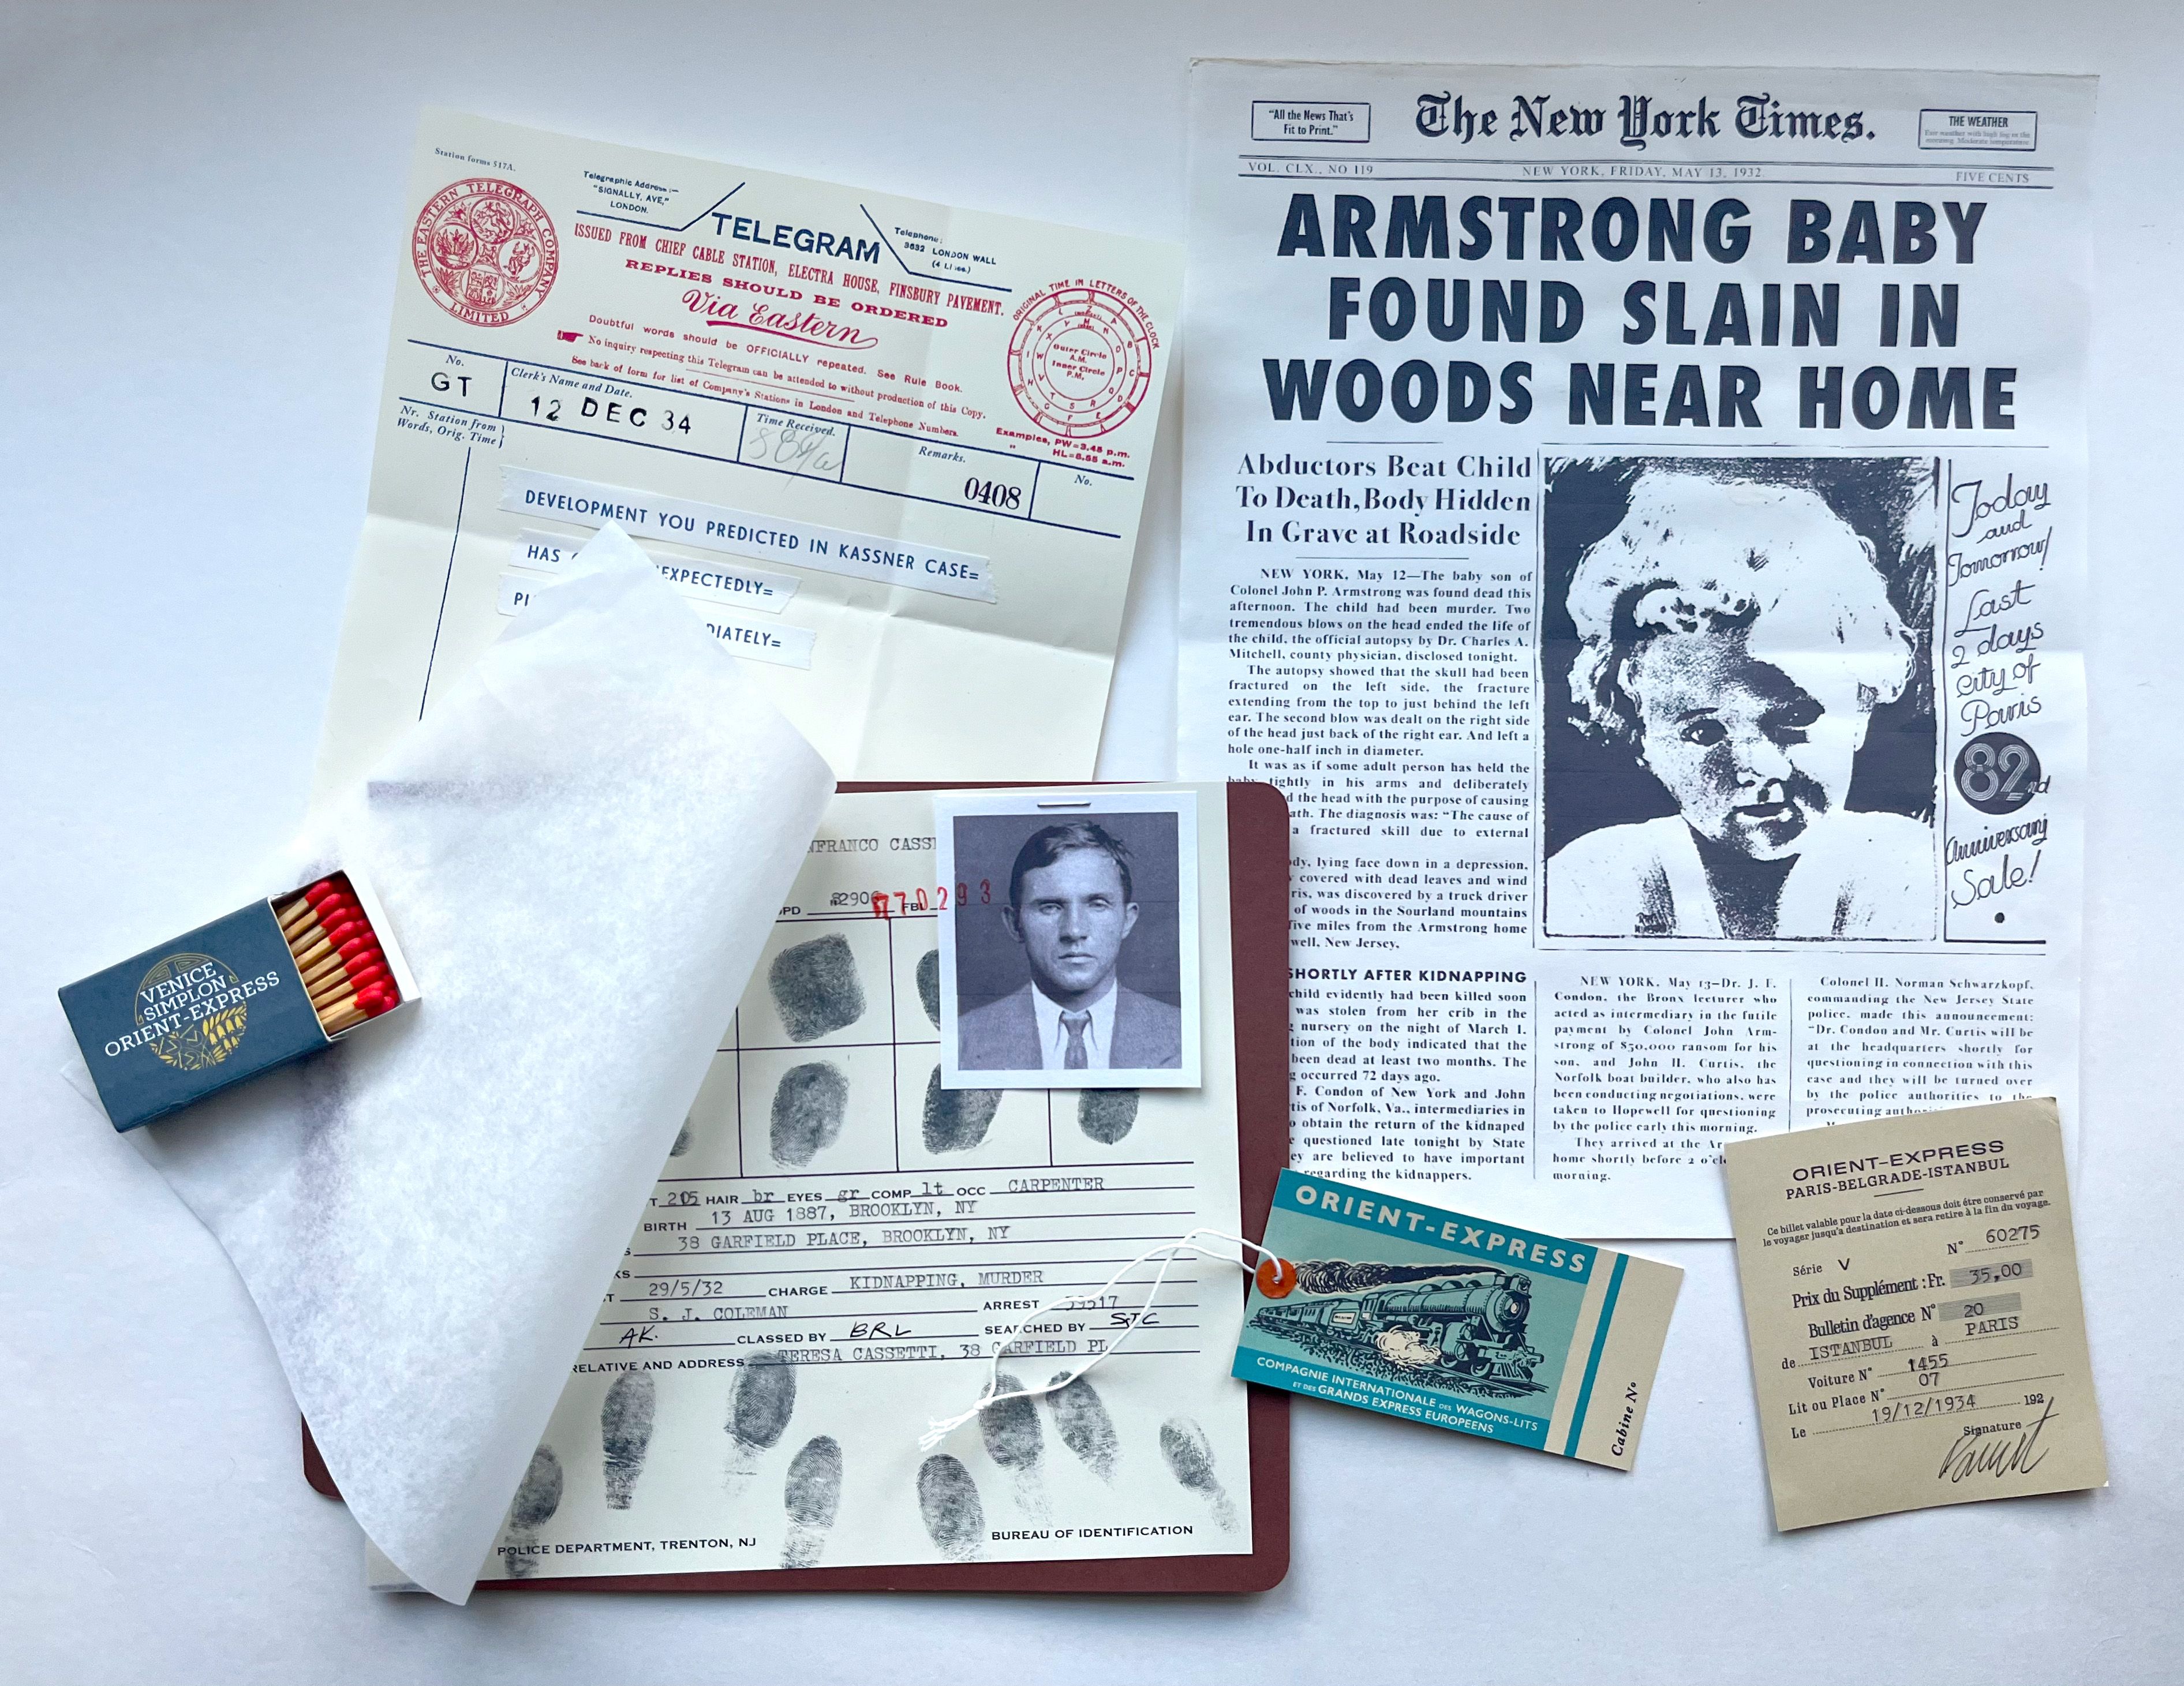 Station forms 517A.
THE EASTERN TELEGRAPH COMPANY
LIMITED
Telegraphic Address:—
"SIGNALLY, AVE,"
LONDON.
TELEGRAM
Telephone:
3632 LONDON WALL
ISSUED FROM CHIEF CABLE STATION, ELECTRA HOUSE, FINSBURY PAVEMENT.
REPLIES SHOULD BE ORDERED
Via Eastern
Doubtful words should be OFFICIALLY repeated. See Rule Book.
No inquiry respecting this Telegram can be attended to without production of this Copy.
See back of form for list of Company's Stations in London and Telephone Numbers.
ORIGINAL TIME IN LETTERS OF THE CLOCK
Outer Circle
A.M.
Inner Circle
P.M.
Examples, PW=3.45 p.m.
" HL=8.55 a.m.
No.
GT
Clerk's Name and Date.
12 DEC 34
Time Received.
Remarks.
0408
No.
Nr. Station from
Words, Orig. Time
DEVELOPMENT YOU PREDICTED IN KASSNER CASE=
HAS EXPECTEDLY=
DIATELY=
"All the News That's
Fit to Print."
The New York Times.
THE WEATHER
VOL. CLX., NO 119
NEW YORK, FRIDAY, MAY 13, 1932
FIVE CENTS
ARMSTRONG BABY
FOUND SLAIN IN
WOODS NEAR HOME
Abductors Beat Child
To Death, Body Hidden
In Grave at Roadside
NEW YORK, May 12—The baby son of
Colonel John P. Armstrong was found dead this
afternoon. The child had been murder. Two
tremendous blows on the head ended the life of
the child, the official autopsy by Dr. Charles A.
Mitchell, county physician, disclosed tonight.
The autopsy showed that the skull had been
fractured on the left side, the fracture
extending from the top to just behind the left
ear. The second blow was dealt on the right side
of the head just back of the right ear. And left a
hole one-half inch in diameter.
It was as if some adult person has held the
baby tightly in his arms and deliberately
the head with the purpose of causing
ath. The diagnosis was: "The cause of
a fractured skill due to external
dy, lying face down in a depression,
covered with dead leaves and wind
ris, was discovered by a truck driver
of woods in the Sourland mountains
five miles from the Armstrong home
well, New Jersey.
SHORTLY AFTER KIDNAPPING
child evidently had been killed soon
was stolen from her crib in the
nursery on the night of March 1.
tion of the body indicated that the
been dead at least two months. The
occurred 72 days ago.
F. Condon of New York and John
tis of Norfolk, Va., intermediaries in
o obtain the return of the kidnaped
e questioned late tonight by State
ey are believed to have important
regarding the kidnappers.
Today
and
Tomorrow!
Last
2 days
City of
Paris
82nd
Anniversary
Sale!
NEW YORK, May 13—Dr. J. F.
Condon, the Bronx lecturer who
acted as intermediary in the futile
payment by Colonel John Arm-
strong of $50,000 ransom for his
son, and John H. Curtis, the
Norfolk boat builder, who also has
been conducting negotiations, were
taken to Hopewell for questioning
by the police early this morning.
They arrived at the Ar
home shortly before 2 o'clo
morning.
Colonel H. Norman Schwarzkopf,
commanding the New Jersey State
police, made this announcement:
"Dr. Condon and Mr. Curtis will be
at the headquarters shortly for
questioning in connection with this
case and they will be turned over
by the police authorities to the
prosecuting autho
VENICE
SIMPLON
ORIENT-EXPRESS
NFRANCO CASS
PD 8290 FBI
770293
T 205 HAIR br EYES gr COMP lt OCC CARPENTER
BIRTH 13 AUG 1887, BROOKLYN, NY
38 GARFIELD PLACE, BROOKLYN, NY
KS
T 29/5/32 CHARGE KIDNAPPING, MURDER
S. J. COLEMAN ARREST 39517
AK. CLASSED BY BRL SEARCHED BY STC
RELATIVE AND ADDRESS TERESA CASSETTI, 38 GARFIELD PL
POLICE DEPARTMENT, TRENTON, NJ
BUREAU OF IDENTIFICATION
ORIENT-EXPRESS
COMPAGNIE INTERNATIONALE DES WAGONS-LITS
ET DES GRANDS EXPRESS EUROPEENS
Cabine N°
ORIENT-EXPRESS
PARIS-BELGRADE-ISTANBUL
Ce billet valable pour la date ci-dessous doit être conservé par
le voyager jusqu'a destination et sera retiré à la fin du voyage.
N° 60275
Série V
Prix du Supplément : Fr. 35,00
Bulletin d'agence N° 20
de ISTANBUL à PARIS
Voiture N° 1455
Lit ou Place N° 07
Le 19/12/1934 192
Signature